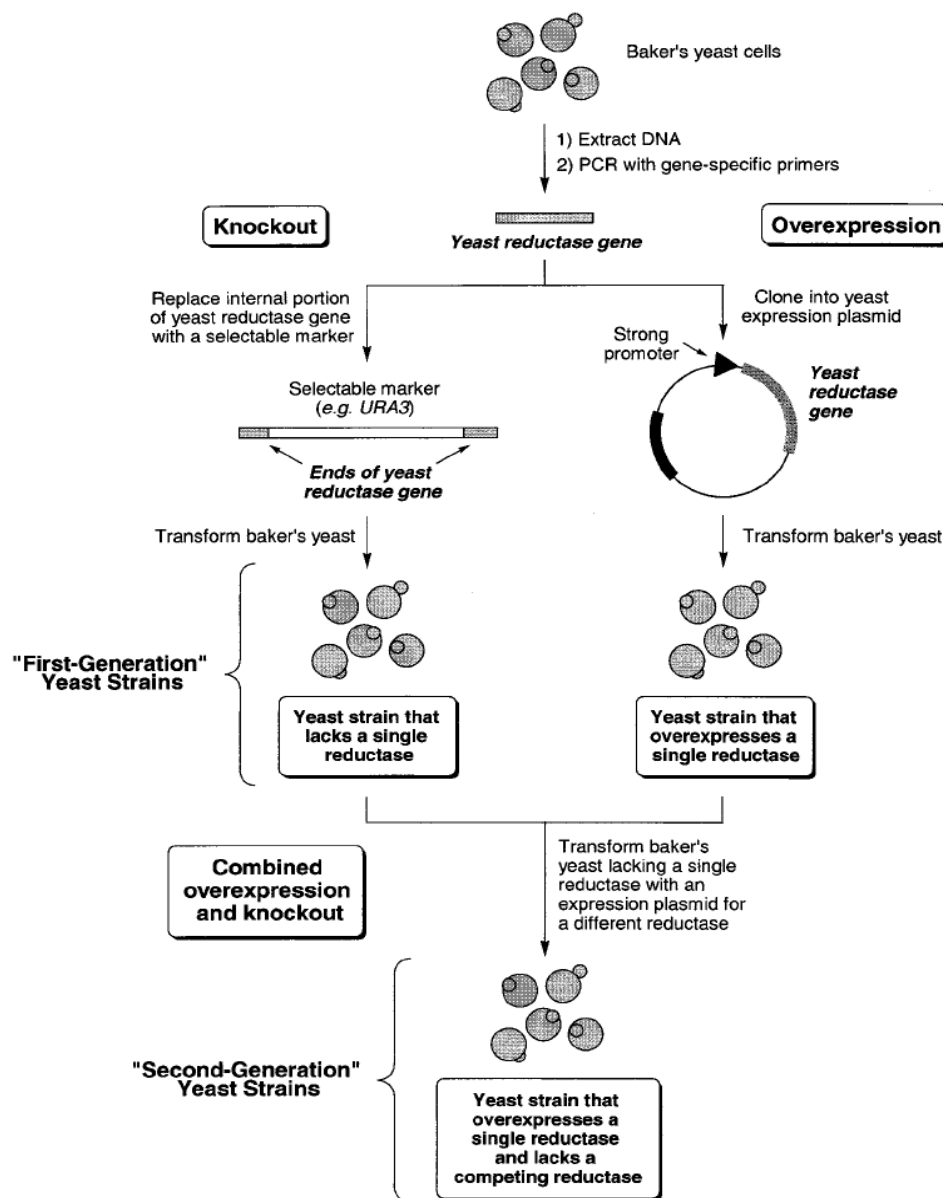 Baker's yeast cells
1) Extract DNA
2) PCR with gene-specific primers
Knockout
Yeast reductase gene
Overexpression
Replace internal portion
of yeast reductase gene
with a selectable marker
Clone into yeast
expression plasmid
Strong
promoter
Yeast
reductase
gene
Selectable marker
(e.g. URA3)
Ends of yeast
reductase gene
Transform baker's yeast
Transform baker's yeast
"First-Generation"
Yeast Strains
Yeast strain that
lacks a single
reductase
Yeast strain that
overexpresses a
single reductase
Combined
overexpression
and knockout
Transform baker's
yeast lacking a single
reductase with an
expression plasmid for
a different reductase
"Second-Generation"
Yeast Strains
Yeast strain that
overexpresses a
single reductase
and lacks a
competing reductase